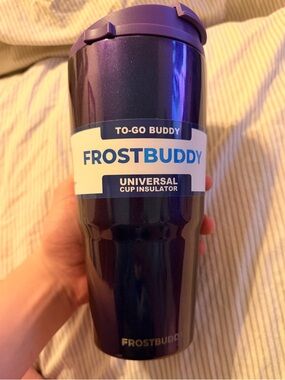 TO-GO BUDDY
FROSTBUDDY
UNIVERSAL
CUP INSULATOR
FROSTBUDDY